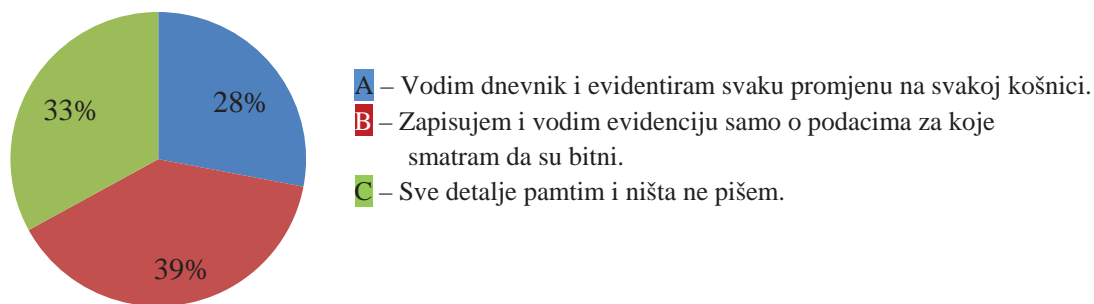 28%
33%
39%
A – Vodim dnevnik i evidentiram svaku promjenu na svakoj košnici.
B – Zapisujem i vodim evidenciju samo o podacima za koje
smatram da su bitni.
C – Sve detalje pamtim i ništa ne pišem.